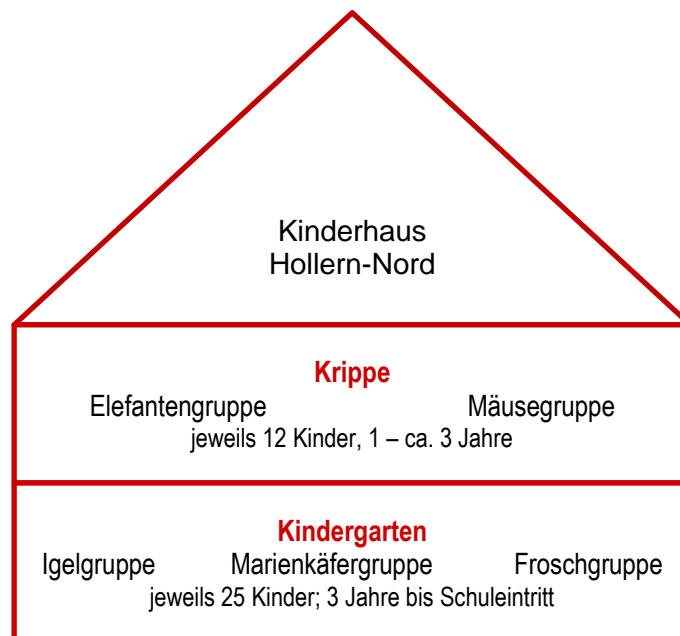 Kinderhaus
Hollern-Nord
Krippe
Elefantengruppe Mäusegruppe
jeweils 12 Kinder, 1 – ca. 3 Jahre
Kindergarten
Igelgruppe Marienkäfergruppe Froschgruppe
jeweils 25 Kinder; 3 Jahre bis Schuleintritt